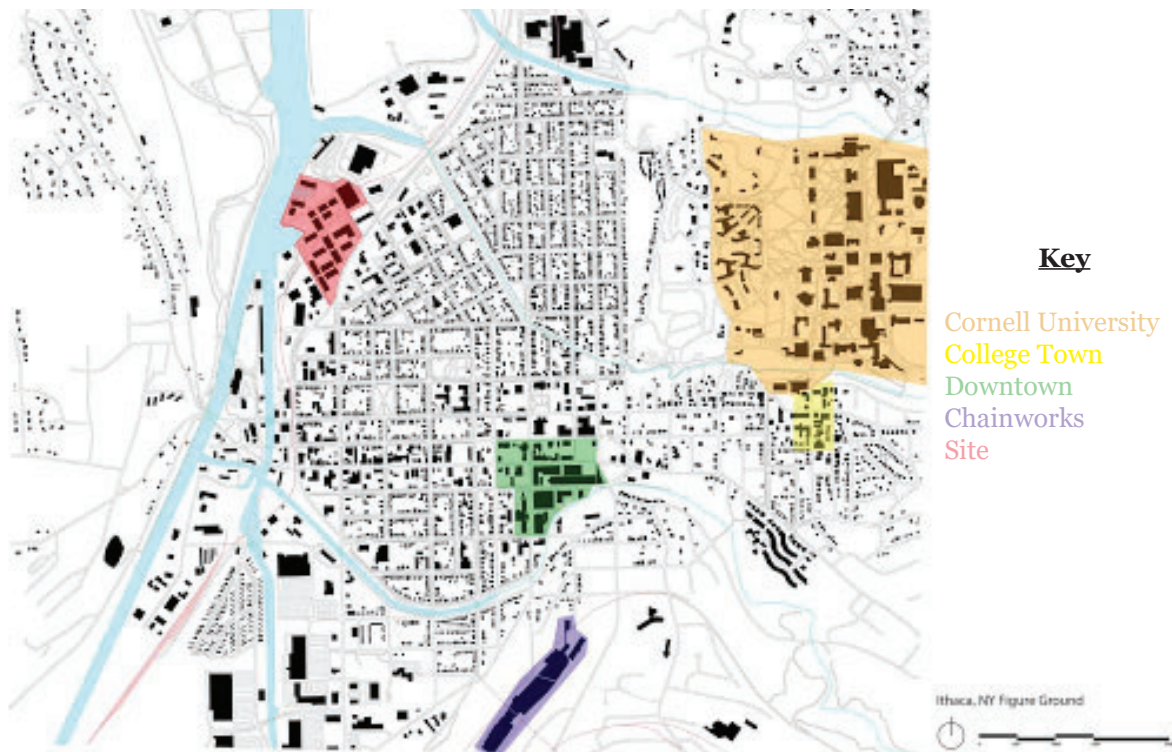 Key
Cornell University
College Town
Downtown
Chainworks
Site
Ithaca, NY Figure Ground